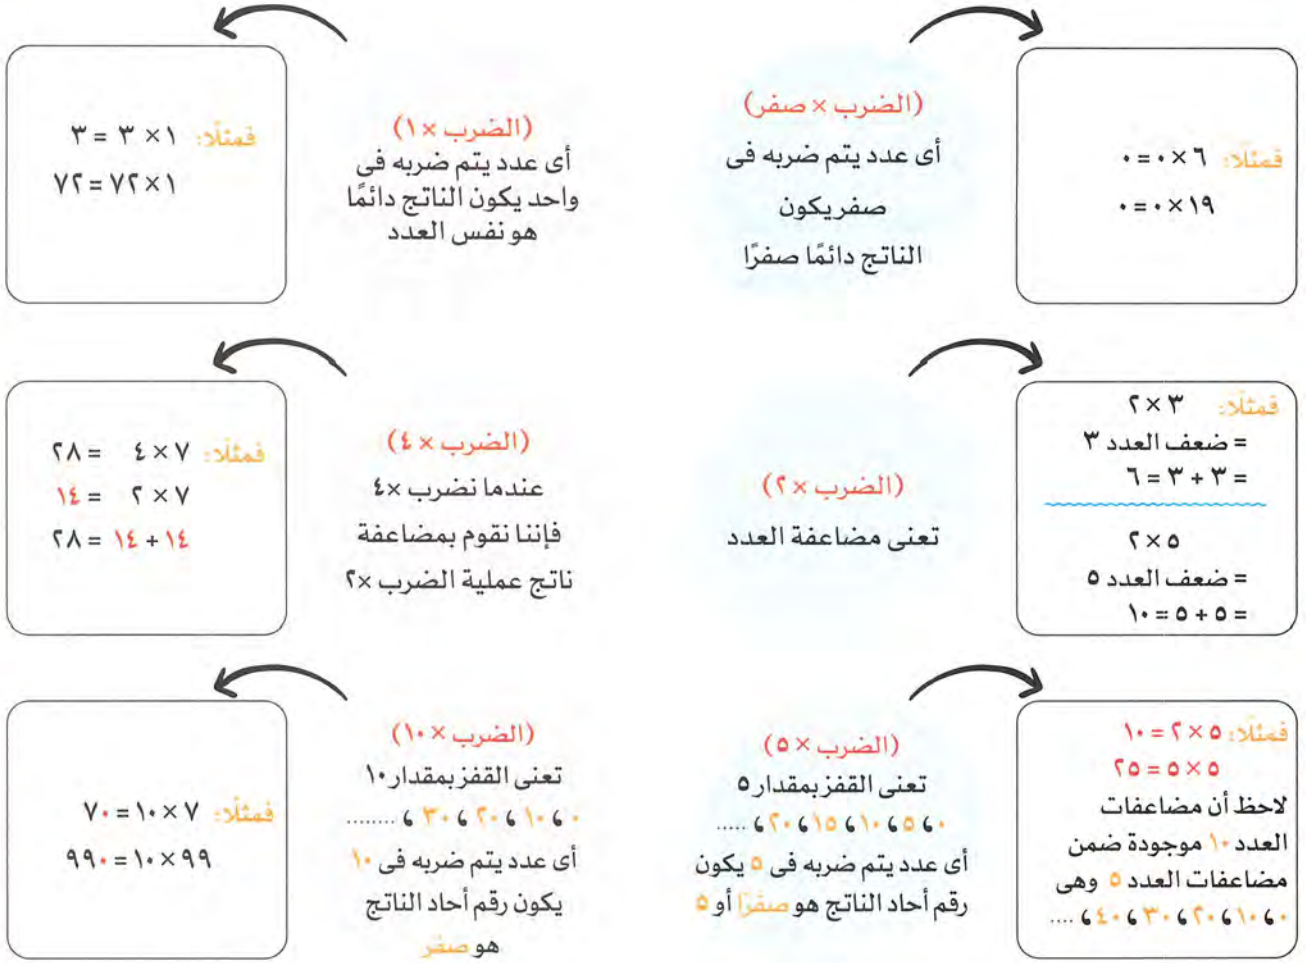 (الضرب × صفر)
أى عدد يتم ضربه فى
صفر يكون
الناتج دائمًا صفرًا
فمثلًا: ٦ × ٠ = ٠
١٩ × ٠ = ٠
(الضرب × ١)
أى عدد يتم ضربه فى
واحد يكون الناتج دائمًا
هو نفس العدد
فمثلًا: ١ × ٣ = ٣
١ × ٧٢ = ٧٢
(الضرب × ٢)
تعنى مضاعفة العدد
فمثلًا: ٣ × ٢
= ضعف العدد ٣
= ٣ + ٣ = ٦
٥ × ٢
= ضعف العدد ٥
= ٥ + ٥ = ١٠
(الضرب × ٤)
عندما نضرب × ٤
فإننا نقوم بمضاعفة
ناتج عملية الضرب × ٢
فمثلًا: ٧ × ٤ = ٢٨
٧ × ٢ = ١٤
١٤ + ١٤ = ٢٨
(الضرب × ٥)
تعنى القفز بمقدار ٥
٠ ، ٥ ، ١٠ ، ١٥ ، ٢٠ ، .....
أى عدد يتم ضربه فى ٥ يكون
رقم أحاد الناتج هو صفرًا أو ٥
فمثلًا: ٥ × ٢ = ١٠
٥ × ٥ = ٢٥
لاحظ أن مضاعفات
العدد ١٠ موجودة ضمن
مضاعفات العدد ٥ وهى
٠ ، ١٠ ، ٢٠ ، ٣٠ ، ٤٠ ، ....
(الضرب × ١٠)
تعنى القفز بمقدار ١٠
٠ ، ١٠ ، ٢٠ ، ٣٠ ، ........
أى عدد يتم ضربه فى ١٠
يكون رقم أحاد الناتج
هو صفر
فمثلًا: ٧ × ١٠ = ٧٠
٩٩ × ١٠ = ٩٩٠